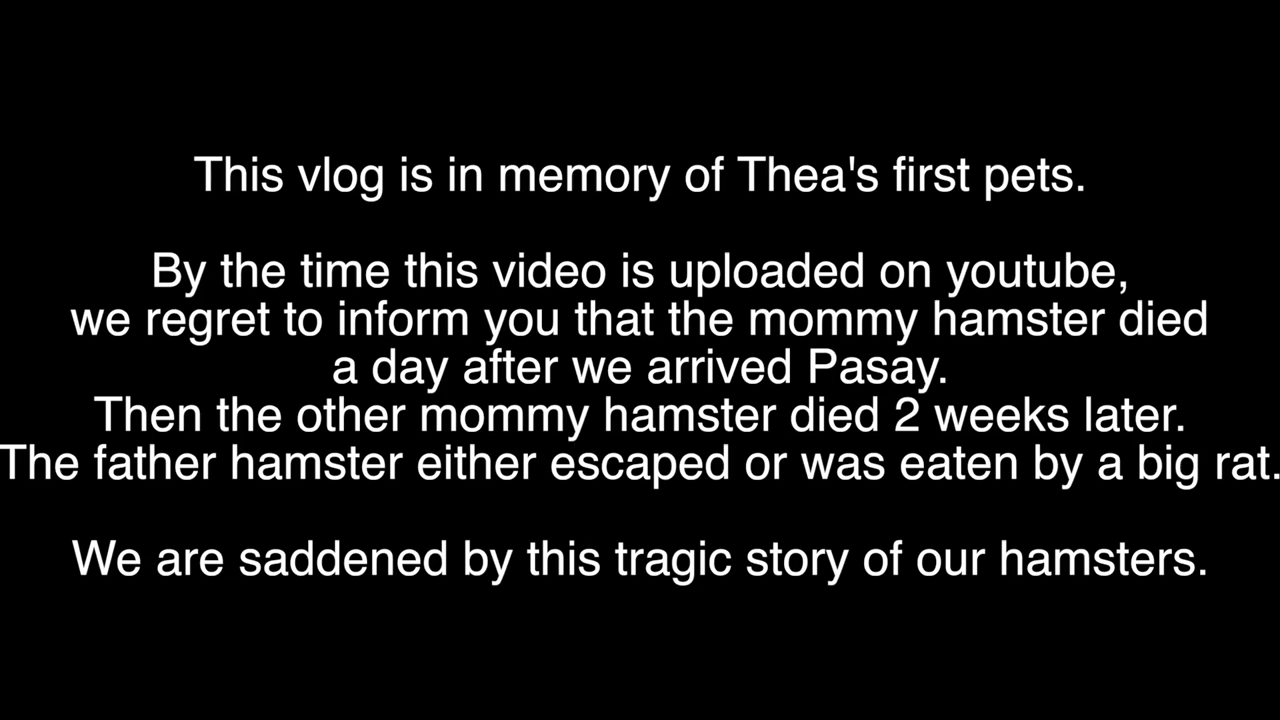 This vlog is in memory of Thea's first pets.
By the time this video is uploaded on youtube,
we regret to inform you that the mommy hamster died
a day after we arrived Pasay.
Then the other mommy hamster died 2 weeks later.
The father hamster either escaped or was eaten by a big rat.
We are saddened by this tragic story of our hamsters.